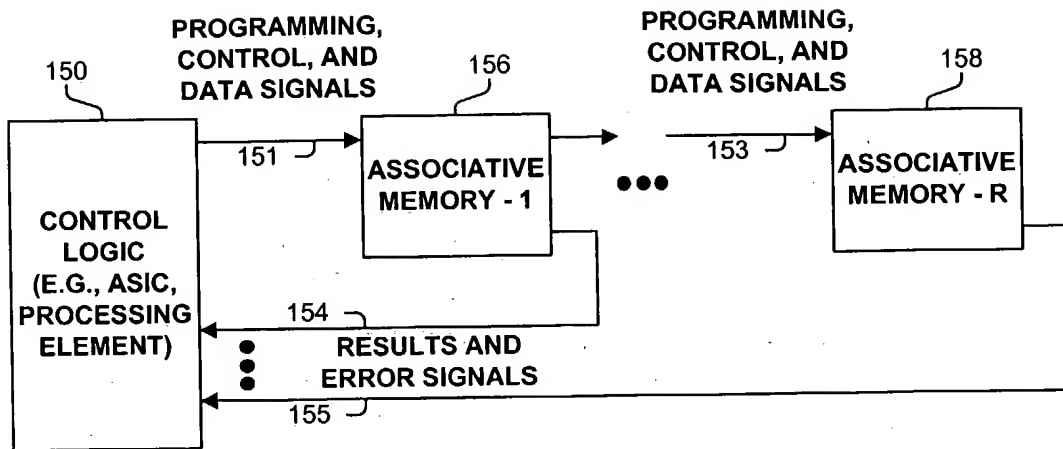 PROGRAMMING,
CONTROL, AND
DATA SIGNALS
PROGRAMMING,
CONTROL, AND
DATA SIGNALS
150
156
158
151
153
ASSOCIATIVE
MEMORY - 1
ASSOCIATIVE
MEMORY - R
CONTROL
LOGIC
(E.G., ASIC,
PROCESSING
ELEMENT)
154
RESULTS AND
ERROR SIGNALS
155